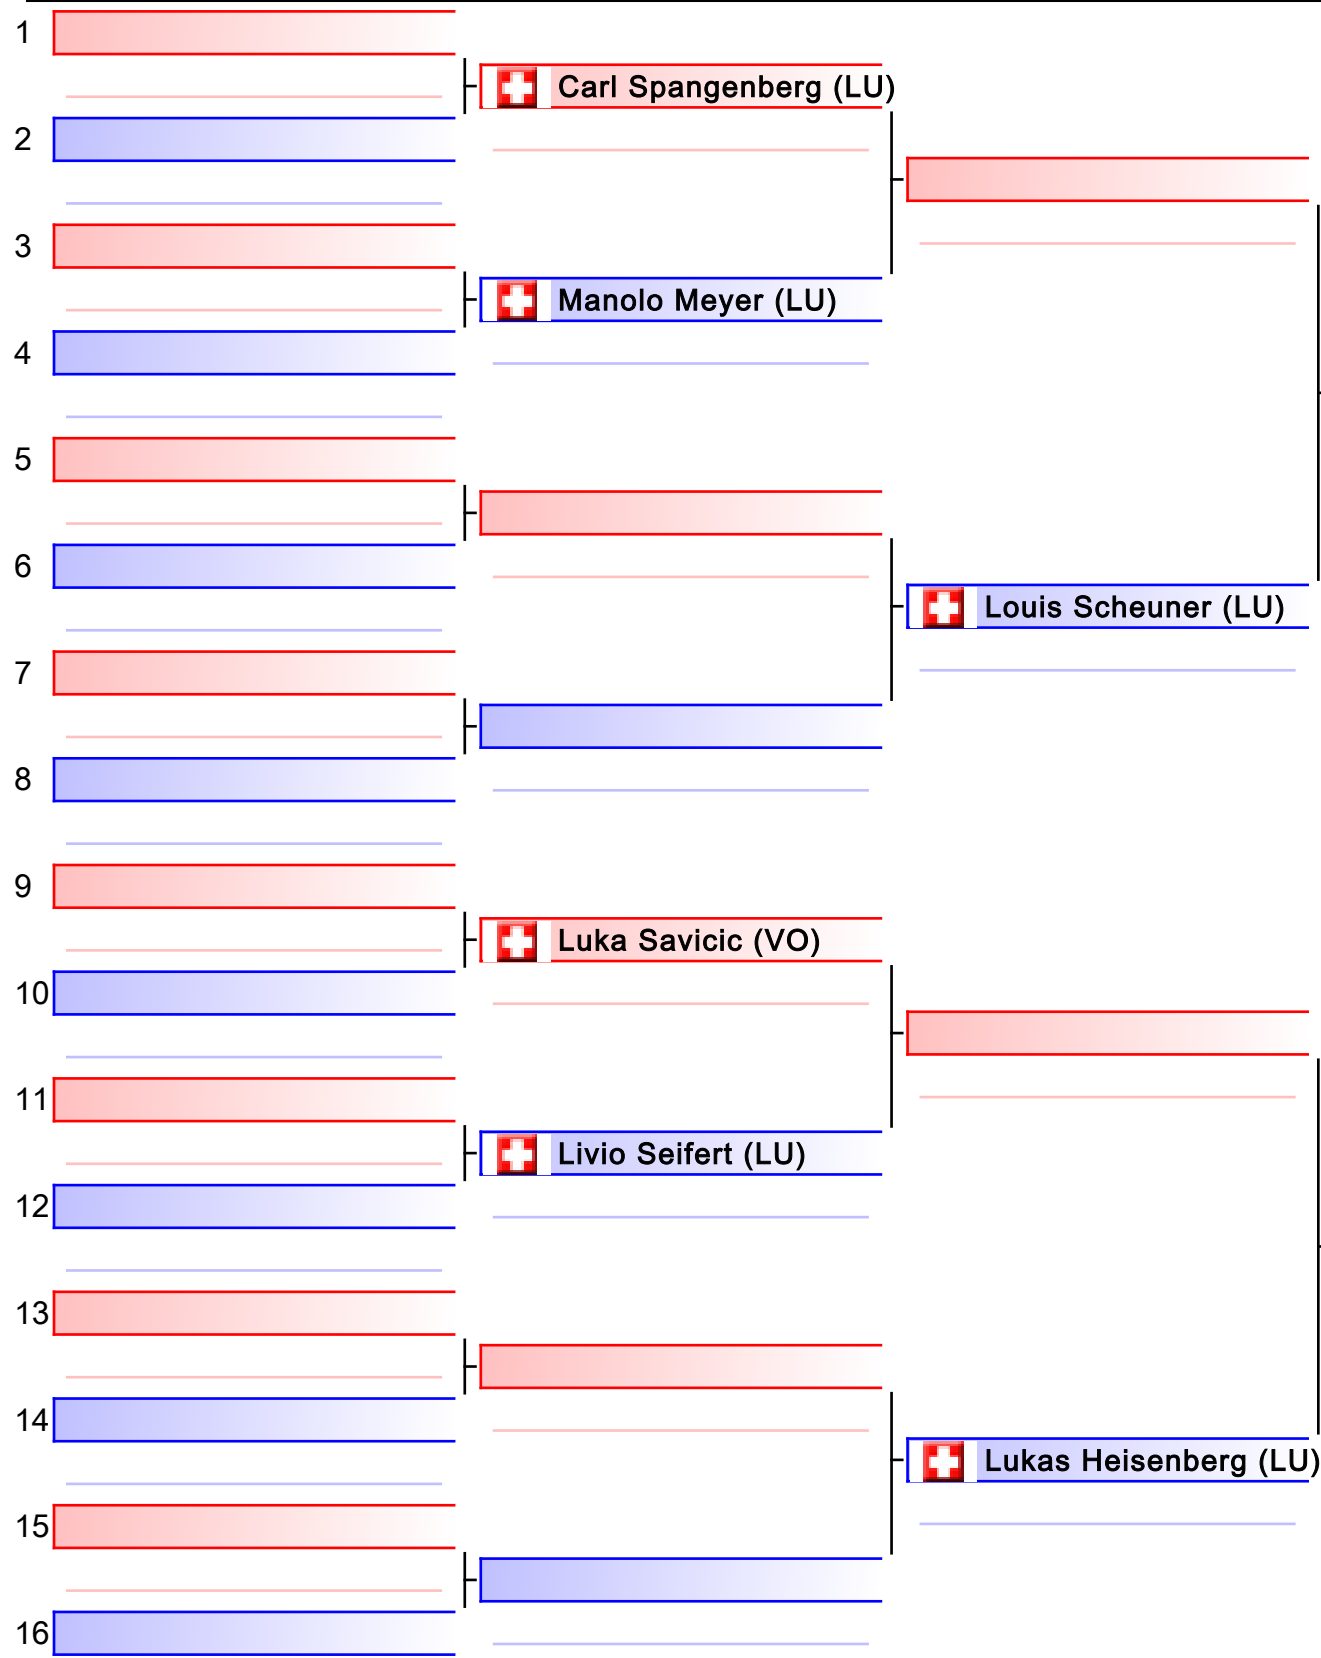 1
Carl Spangenberg (LU)
2
3
Manolo Meyer (LU)
4
5
6
Louis Scheuner (LU)
7
8
9
Luka Savicic (VO)
10
11
Livio Seifert (LU)
12
13
14
Lukas Heisenberg (LU)
15
16